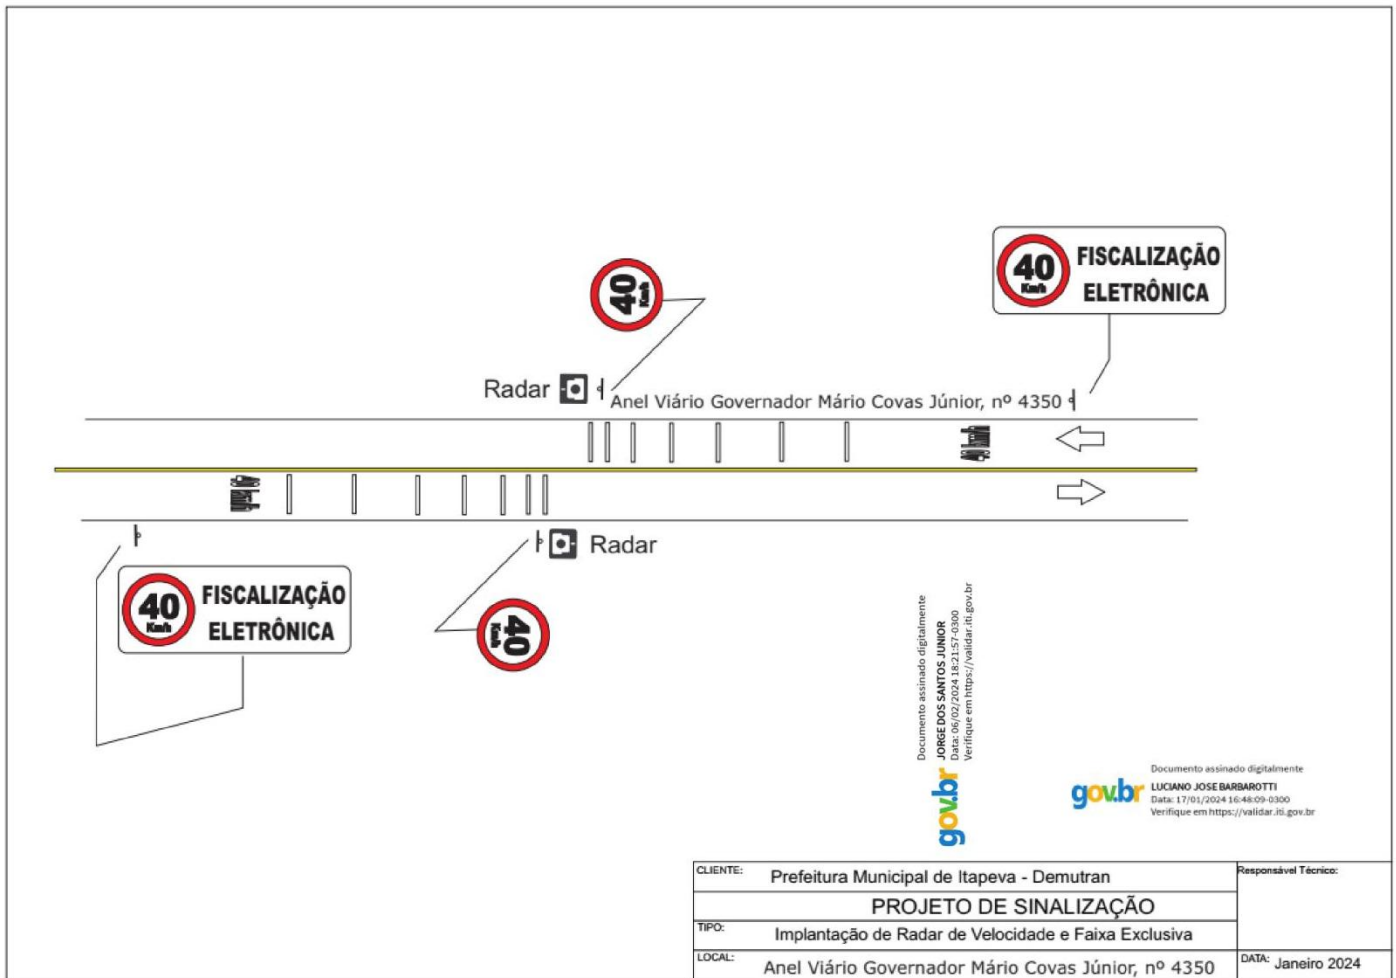 40
Km/h
FISCALIZAÇÃO
ELETRÔNICA
40
Km/h
Radar
Anel Viário Governador Mário Covas Júnior, nº 4350
Radar
40
Km/h
FISCALIZAÇÃO
ELETRÔNICA
40
Km/h
gov.br
Documento assinado digitalmente
JORGE DOS SANTOS JUNIOR
Data: 06/02/2024 18:21:57-0300
Verifique em https://validar.iti.gov.br
gov.br
Documento assinado digitalmente
LUCIANO JOSE BARBAROTTI
Data: 17/01/2024 16:48:09-0300
Verifique em https://validar.iti.gov.br
CLIENTE: Prefeitura Municipal de Itapeva - Demutran
Responsável Técnico:
PROJETO DE SINALIZAÇÃO
TIPO: Implantação de Radar de Velocidade e Faixa Exclusiva
LOCAL: Anel Viário Governador Mário Covas Júnior, nº 4350
DATA: Janeiro 2024